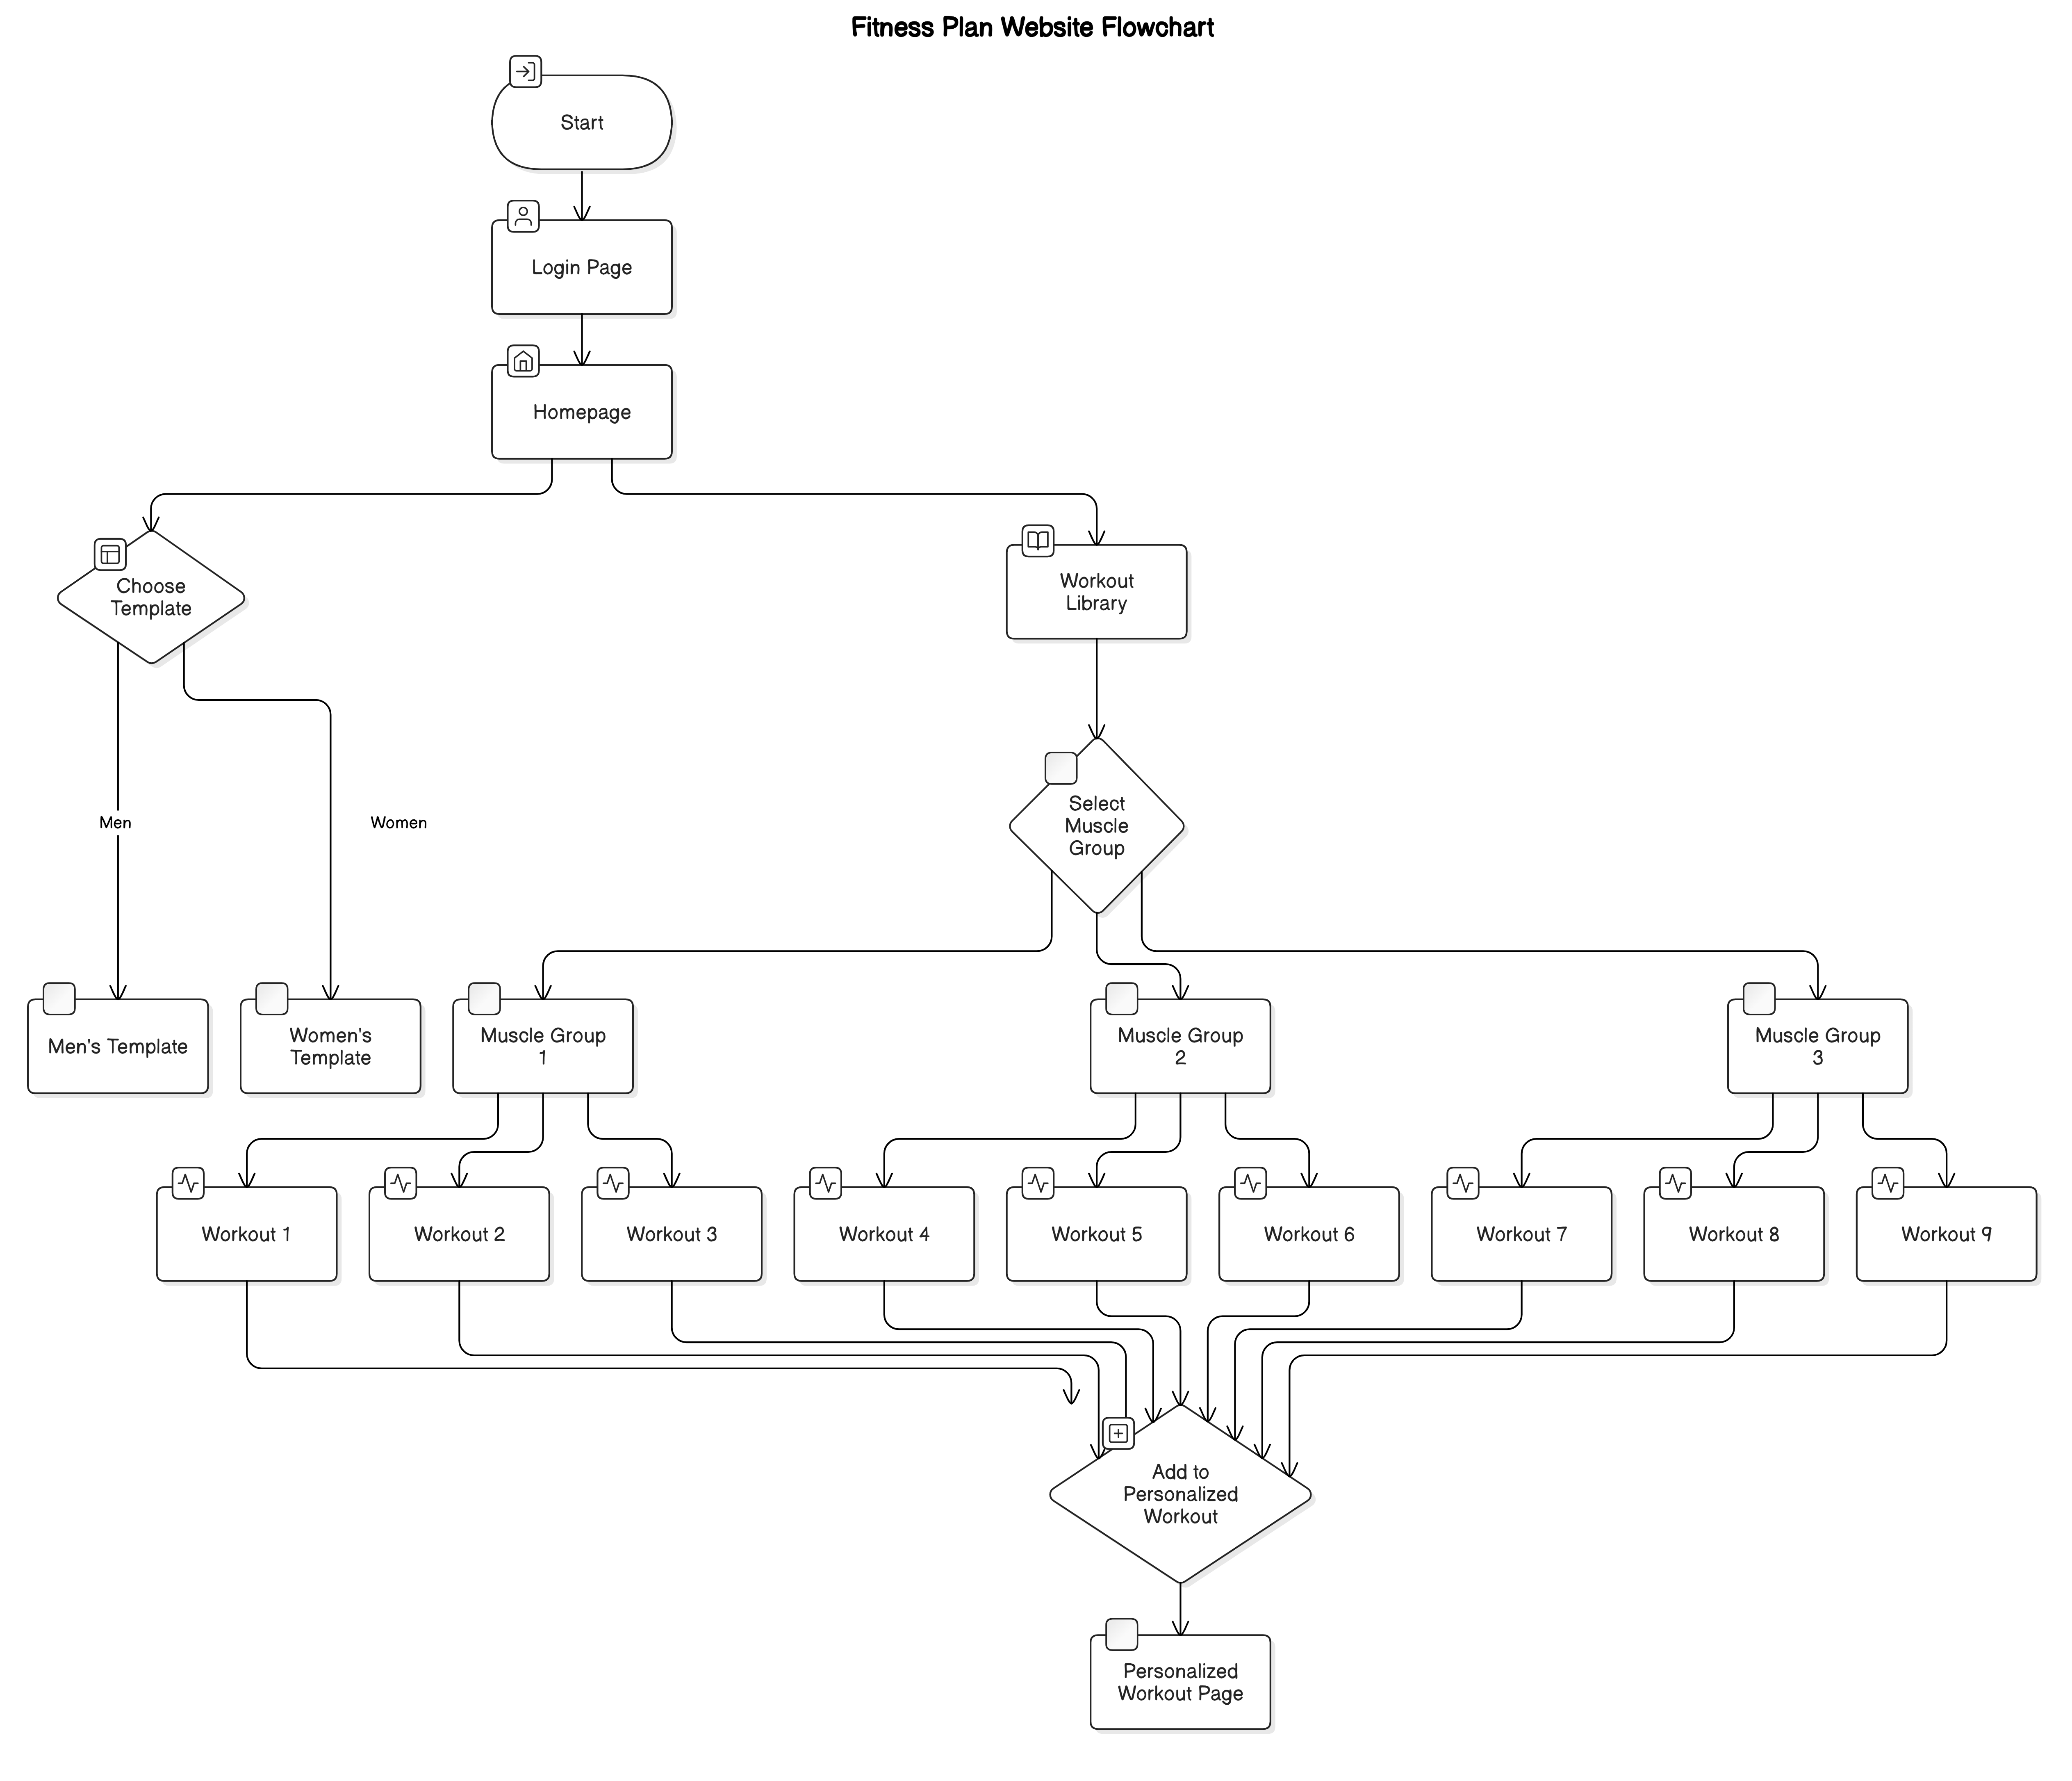 Fitness Plan Website Flowchart
Start
Login Page
Homepage
Choose
Template
Workout
Library
Men
Women
Select
Muscle
Group
Men's Template
Women's
Template
Muscle Group
1
Muscle Group
2
Muscle Group
3
Workout 1
Workout 2
Workout 3
Workout 4
Workout 5
Workout 6
Workout 7
Workout 8
Workout 9
Add to
Personalized
Workout
Personalized
Workout Page